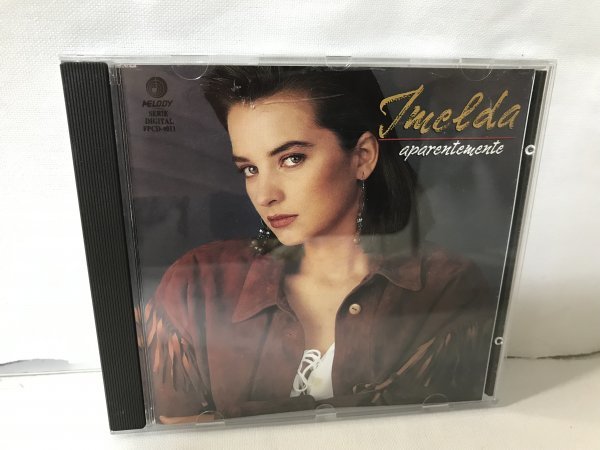 MELODY
SERIE
DIGITAL
Imelda
aparentemente